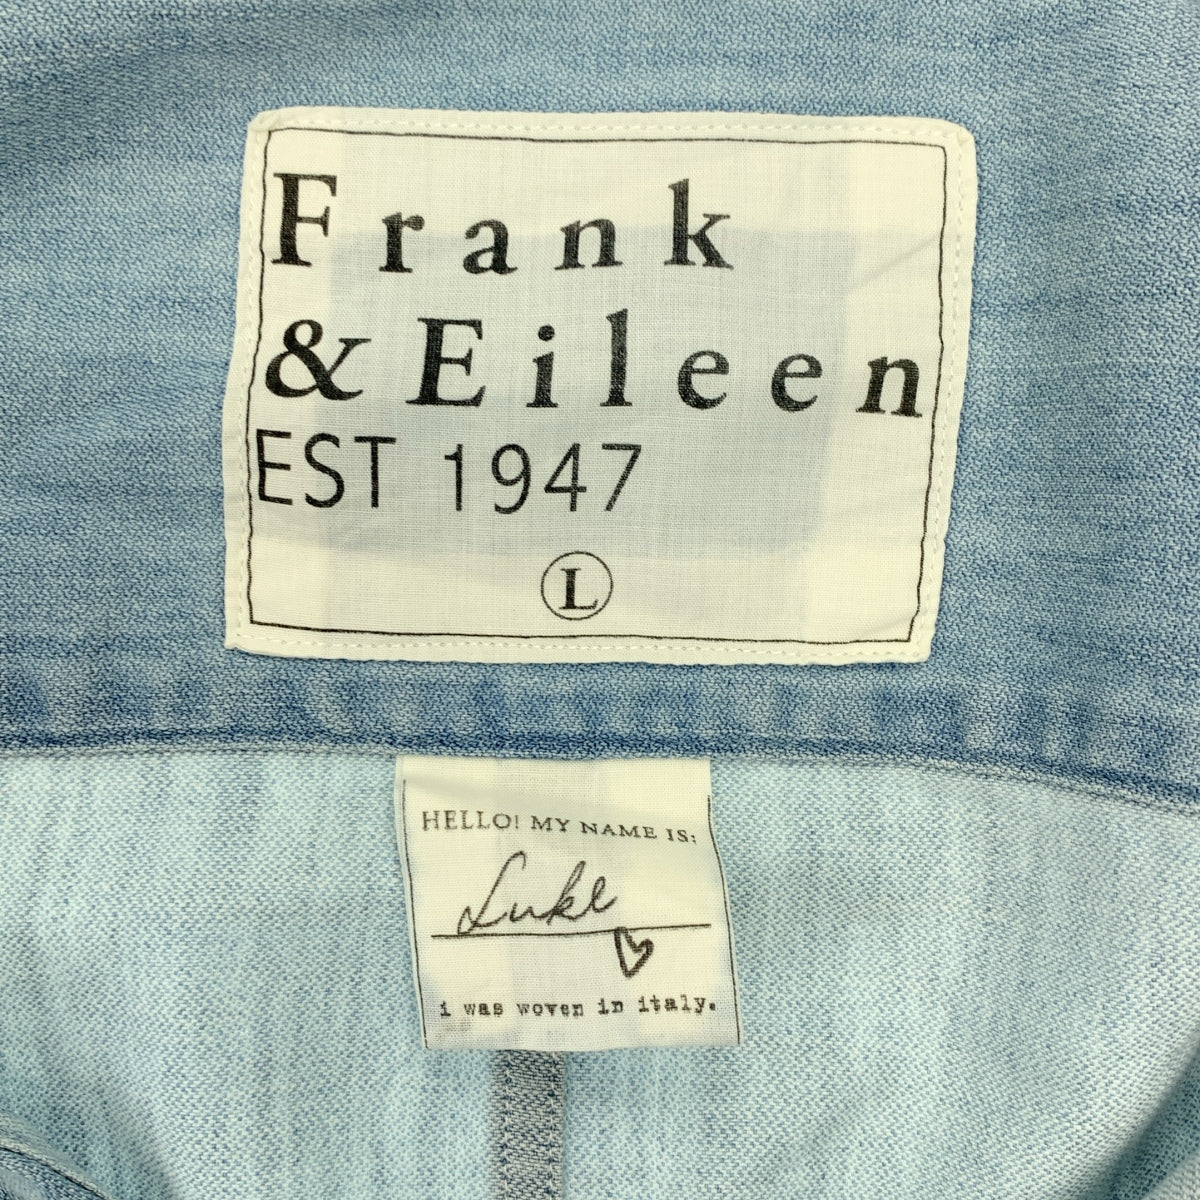 Frank
& Eileen
EST 1947
L
HELLO! MY NAME IS:
Luke
i was woven in italy.